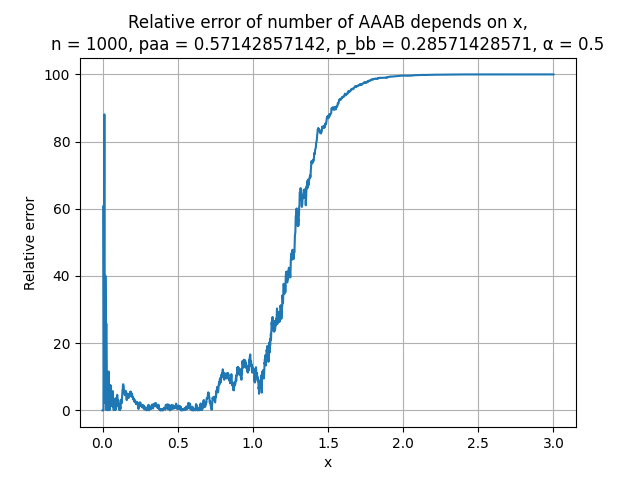 Relative error of number of AAAB depends on x,
n = 1000, paa = 0.57142857142, p_bb = 0.28571428571, α = 0.5
Relative error
100
80
60
40
20
0
0.0 0.5 1.0 1.5 2.0 2.5 3.0
x